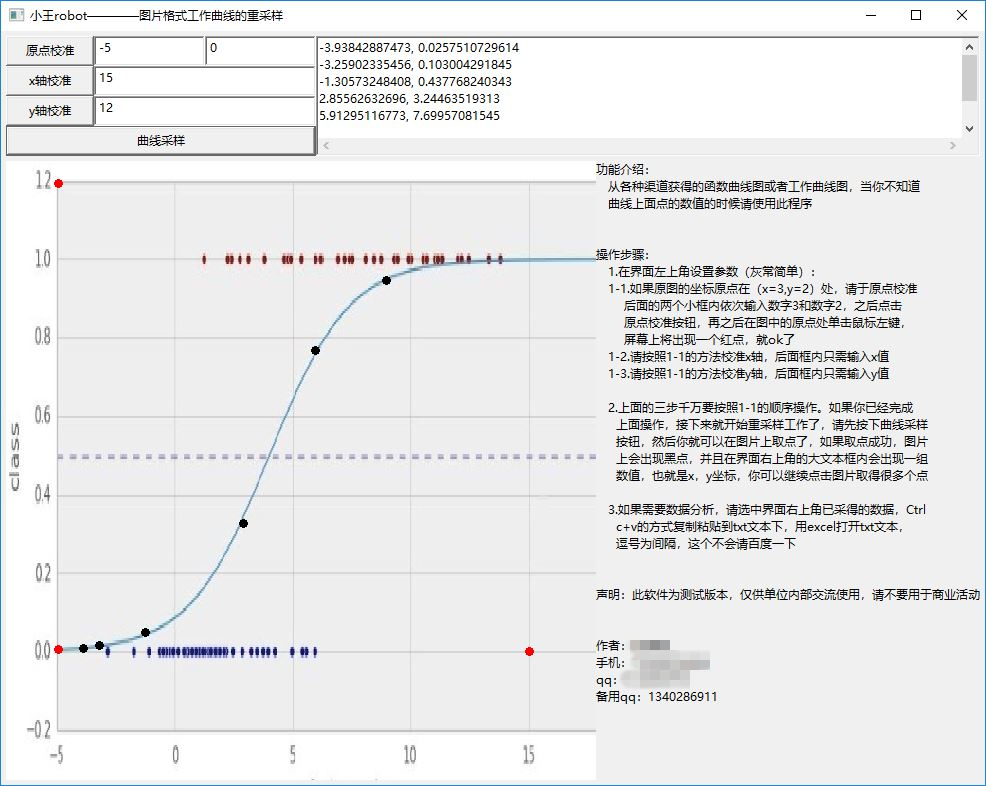 小王robot————图片格式工作曲线的重采样
原点校准
-5
0
x轴校准
15
y轴校准
12
曲线采样
-3.93842887473, 0.0257510729614
-3.25902335456, 0.103004291845
-1.30573248408, 0.437768240343
2.85562632696, 3.24463519313
5.91295116773, 7.69957081545
1.2
1.0
0.8
0.6
0.4
0.2
0.0
-0.2
class
-5
0
5
10
15
功能介绍：
从各种渠道获得的函数曲线图或者工作曲线图，当你不知道
曲线上面点的数值的时候请使用此程序
操作步骤：
1.在界面左上角设置参数（灰常简单）：
1-1.如果原图的坐标原点在（x=3,y=2）处，请于原点校准
后面的两个小框内依次输入数字3和数字2，之后点击
原点校准按钮，再之后在图中的原点处单击鼠标左键，
屏幕上将出现一个红点，就ok了
1-2.请按照1-1的方法校准x轴，后面框内只需输入x值
1-3.请按照1-1的方法校准y轴，后面框内只需输入y值
2.上面的三步千万要按照1-1的顺序操作。如果你已经完成
上面操作，接下来就开始重采样工作了，请先按下曲线采样
按钮，然后你就可以在图片上取点了，如果取点成功，图片
上会出现黑点，并且在界面右上角的大文本框内会出现一组
数值，也就是x，y坐标，你可以继续点击图片取得很多个点
3.如果需要数据分析，请选中界面右上角已采得的数据，Ctrl
c+v的方式复制粘贴到txt文本下，用excel打开txt文本，
逗号为间隔，这个不会请百度一下
声明：此软件为测试版本，仅供单位内部交流使用，请不要用于商业活动
作者：
手机：
qq：
备用qq：1340286911